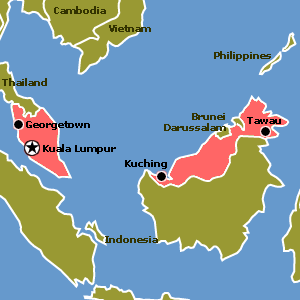 Cambodia
Vietnam
Philippines
Thailand
Georgetown
Brunei
Darussalam
Tawau
Kuala Lumpur
Kuching
Indonesia